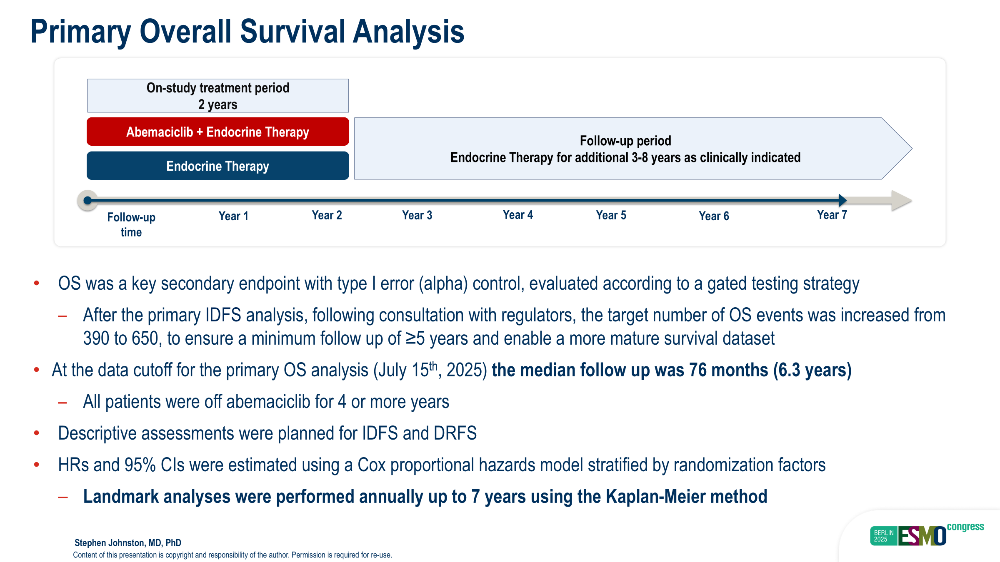 Primary Overall Survival Analysis
On-study treatment period
2 years
Abemaciclib + Endocrine Therapy
Endocrine Therapy
Follow-up period
Endocrine Therapy for additional 3-8 years as clinically indicated
Follow-up
time
Year 1
Year 2
Year 3
Year 4
Year 5
Year 6
Year 7
• OS was a key secondary endpoint with type I error (alpha) control, evaluated according to a gated testing strategy
– After the primary IDFS analysis, following consultation with regulators, the target number of OS events was increased from
390 to 650, to ensure a minimum follow up of ≥5 years and enable a more mature survival dataset
• At the data cutoff for the primary OS analysis (July 15th, 2025) the median follow up was 76 months (6.3 years)
– All patients were off abemaciclib for 4 or more years
• Descriptive assessments were planned for IDFS and DRFS
• HRs and 95% CIs were estimated using a Cox proportional hazards model stratified by randomization factors
– Landmark analyses were performed annually up to 7 years using the Kaplan-Meier method
Stephen Johnston, MD, PhD
Content of this presentation is copyright and responsibility of the author. Permission is required for re-use.
BERLIN
2025
ESMO congress